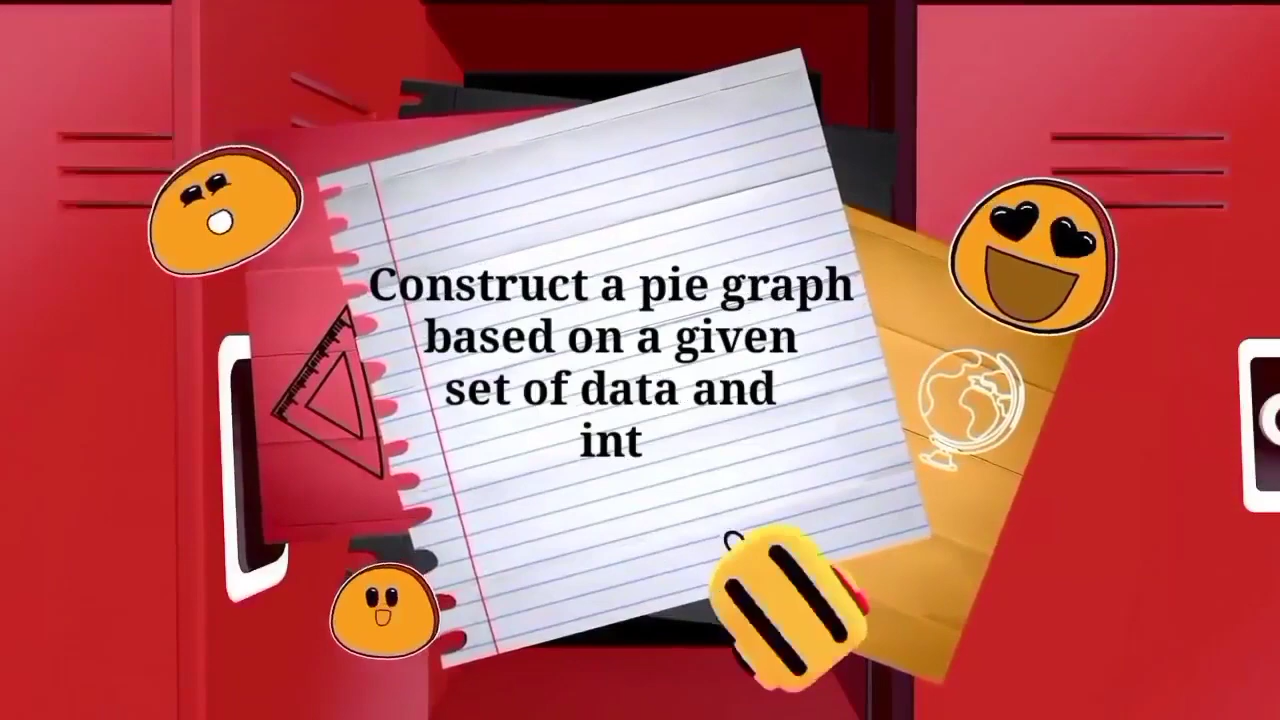 Construct a pie graph
based on a given
set of data and
int